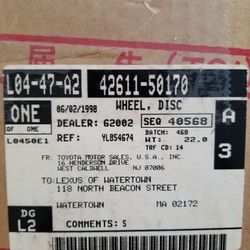 L04-47-A2 42611-50170
ONE 06/02/1998 WHEEL, DISC A
DEALER: 62002 SEQ 40568
L0450E1 REF: YL854674 BATCH: 468
WT: 22.0
TRF CD: 14 3
FR: TOYOTA MOTOR SALES, U.S.A., INC
16 HENDERSON DRIVE
WEST CALDWELL NJ 07006
TO: LEXUS OF WATERTOWN
118 NORTH BEACON STREET
WATERTOWN MA 02172
DG
L2 COMMENTS: S